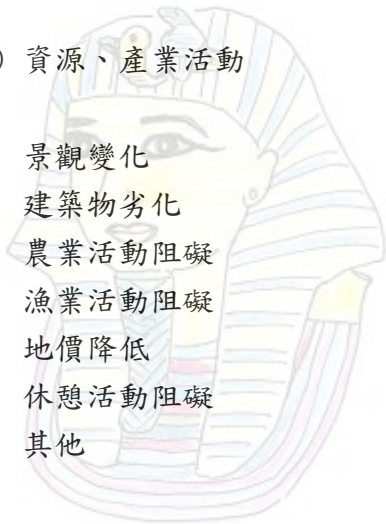 ) 資源、產業活動
景觀變化
建築物劣化
農業活動阻礙
漁業活動阻礙
地價降低
休憩活動阻礙
其他